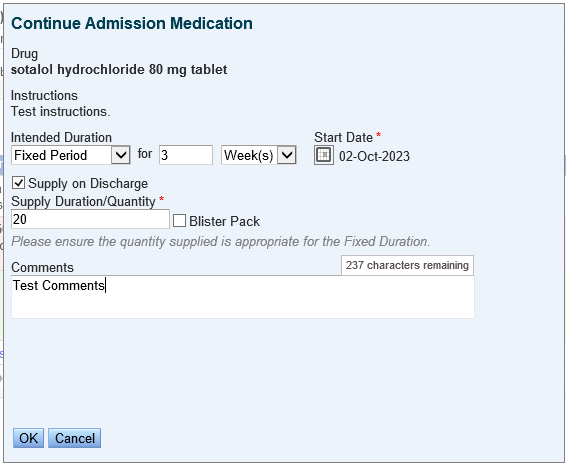 Continue Admission Medication
Drug
sotalol hydrochloride 80 mg tablet
Instructions
Test instructions.
Intended Duration
Start Date *
Fixed Period for 3 Week(s) 02-Oct-2023
Supply on Discharge
Supply Duration/Quantity *
20 Blister Pack
Please ensure the quantity supplied is appropriate for the Fixed Duration.
Comments 237 characters remaining
Test Comments
OK Cancel